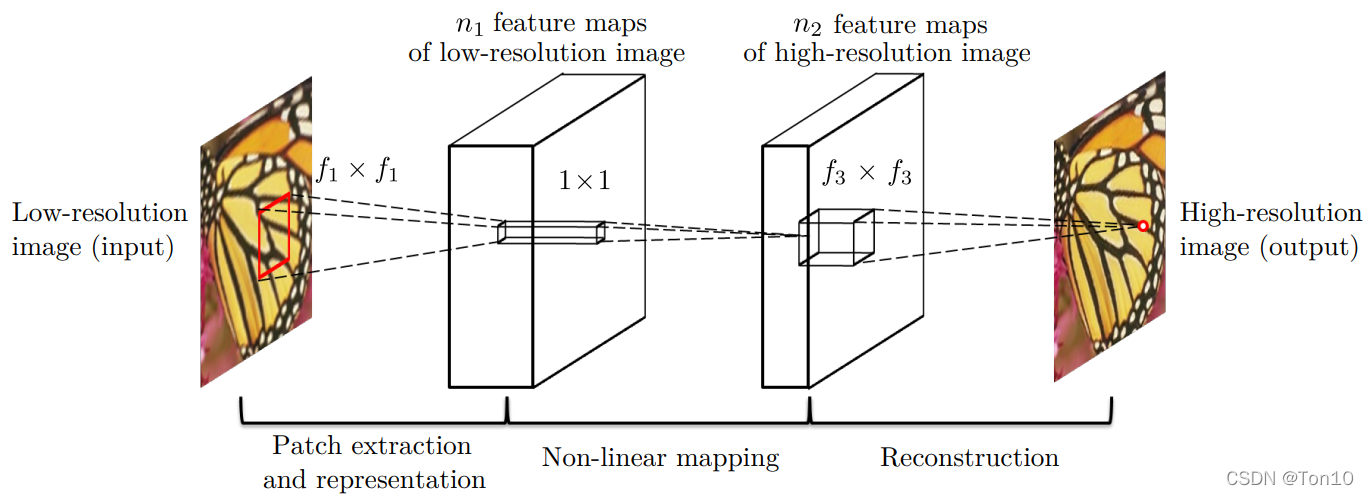 n₁ feature maps
of low-resolution image
n₂ feature maps
of high-resolution image
f₁ × f₁
1×1
f₃ × f₃
Low-resolution
image (input)
High-resolution
image (output)
Patch extraction
and representation
Non-linear mapping
Reconstruction
CSDN @Ton10